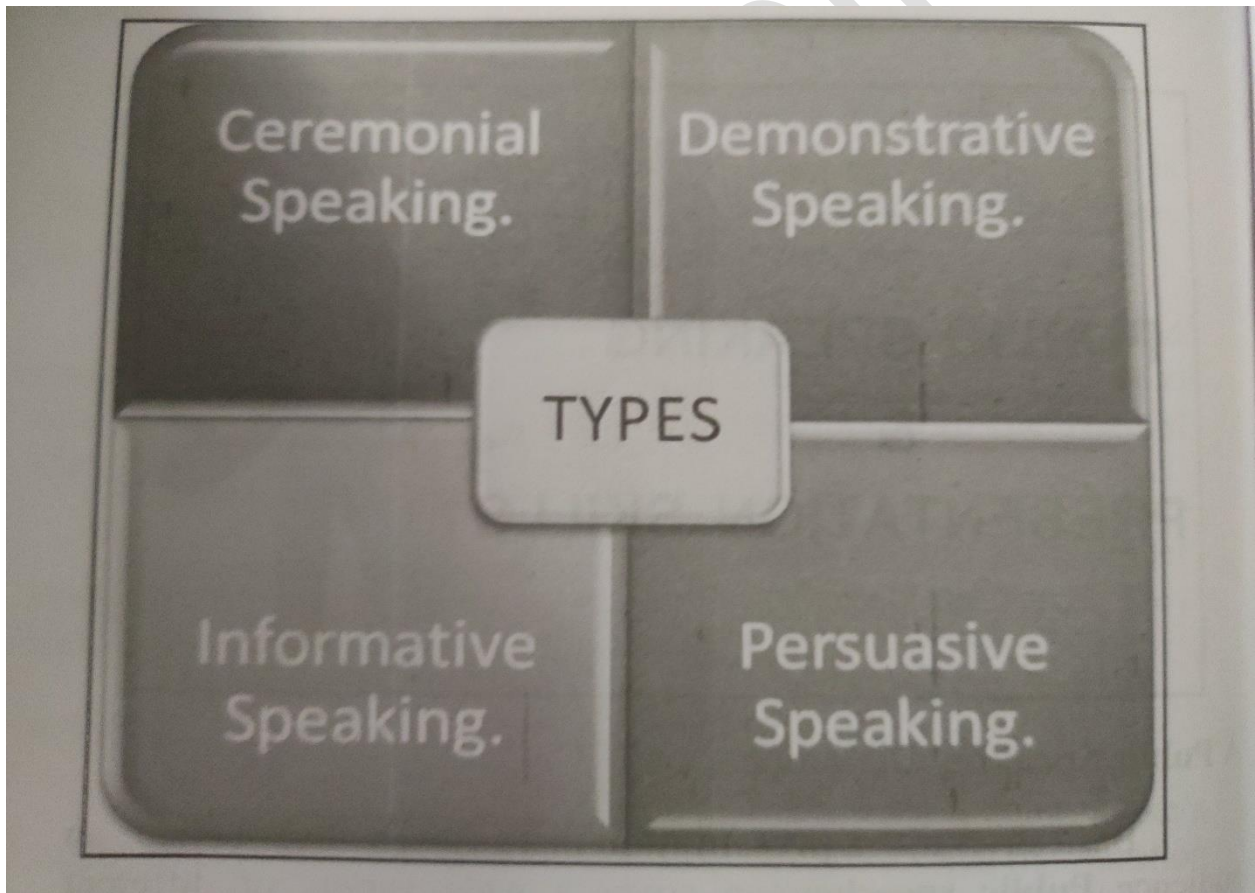 Ceremonial
Speaking.
Demonstrative
Speaking.
TYPES
Informative
Speaking.
Persuasive
Speaking.